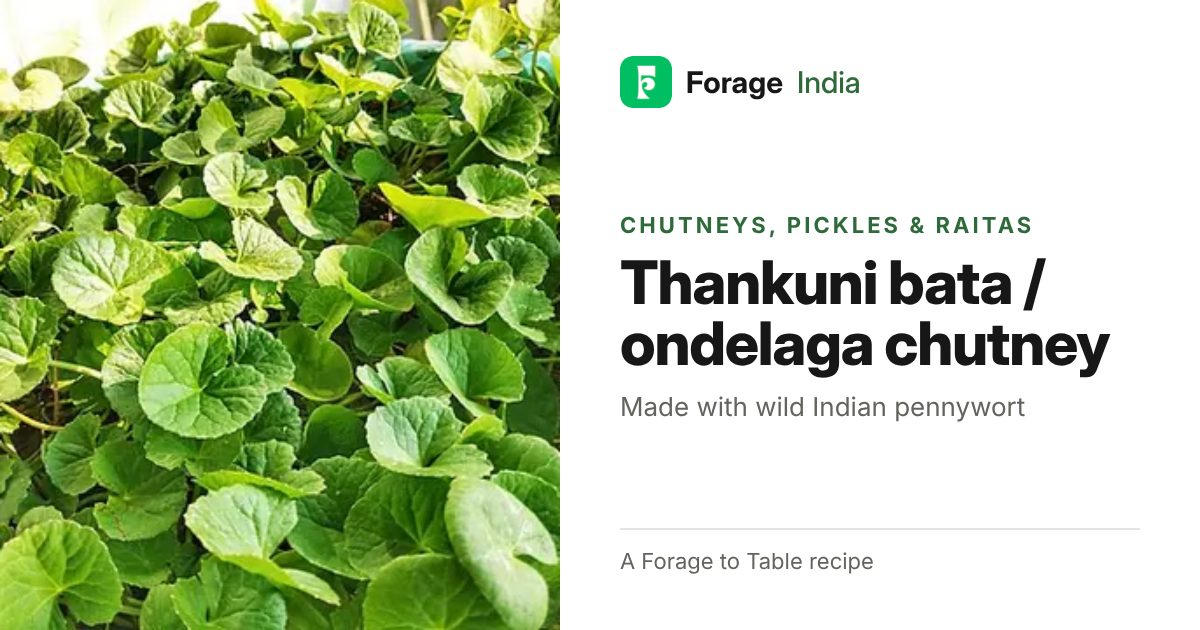 Forage India
CHUTNEYS, PICKLES & RAITAS
Thankuni bata /
ondelaga chutney
Made with wild Indian pennywort
A Forage to Table recipe